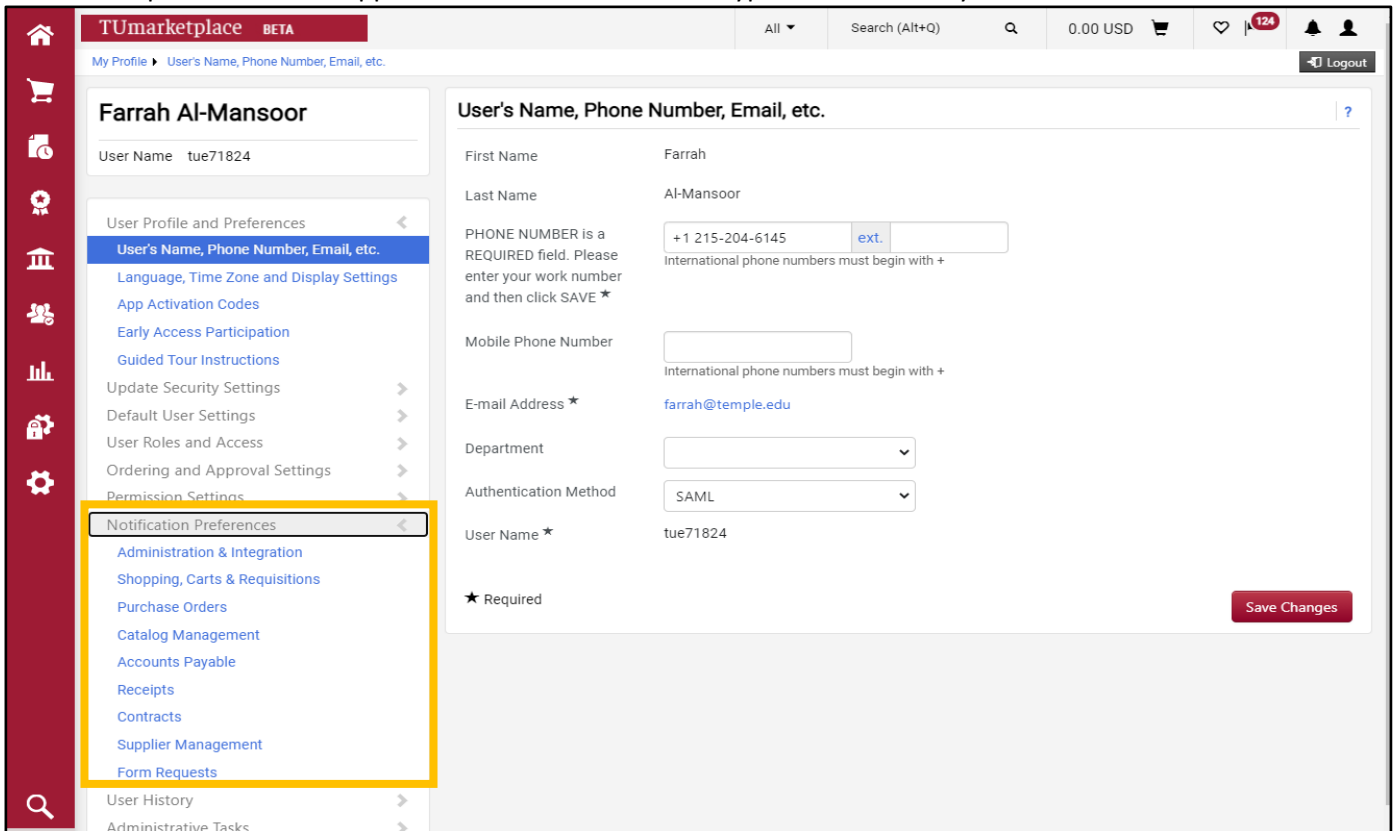 TUmarketplace BETA
All
Search (Alt+Q)
0.00 USD
124
My Profile User's Name, Phone Number, Email, etc.
Logout
Farrah Al-Mansoor
User Name tue71824
User Profile and Preferences
User's Name, Phone Number, Email, etc.
Language, Time Zone and Display Settings
App Activation Codes
Early Access Participation
Guided Tour Instructions
Update Security Settings
Default User Settings
User Roles and Access
Ordering and Approval Settings
Permission Settings
Notification Preferences
Administration & Integration
Shopping, Carts & Requisitions
Purchase Orders
Catalog Management
Accounts Payable
Receipts
Contracts
Supplier Management
Form Requests
User History
Administrative Tasks
User's Name, Phone Number, Email, etc.
?
First Name Farrah
Last Name Al-Mansoor
PHONE NUMBER is a
REQUIRED field. Please
enter your work number
and then click SAVE ★
+1 215-204-6145 ext.
International phone numbers must begin with +
Mobile Phone Number
International phone numbers must begin with +
E-mail Address ★ farrah@temple.edu
Department
Authentication Method SAML
User Name ★ tue71824
★ Required
Save Changes